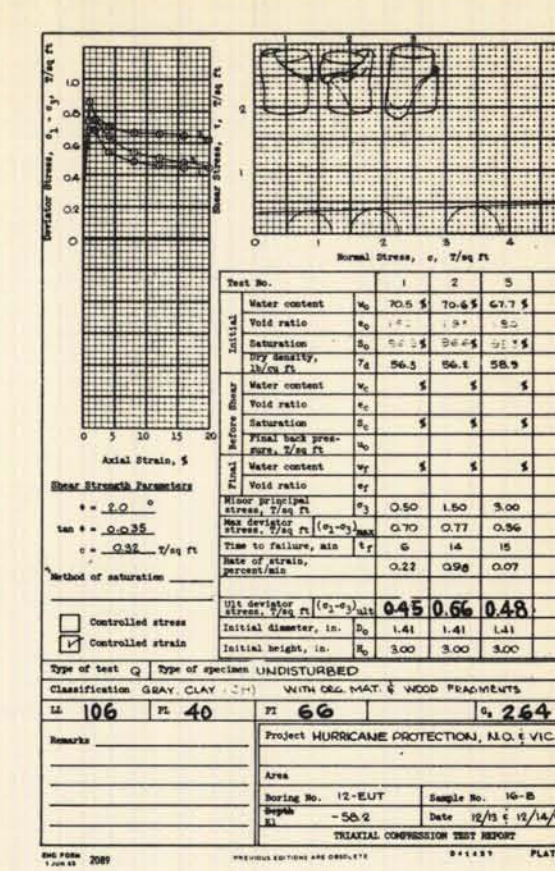 Deviator Stress, σ1 - σ3, T/sq ft
1.0
0.8
0.6
0.4
0.2
0
0 5 10 15 20
Axial Strain, %
Shear Stress, τ, T/sq ft
1 2 3
2
1
0 1 2 3 4
Normal Stress, σ, T/sq ft
Shear Strength Parameters
φ = 2.0 °
tan φ = 0.035
c = 0.32 T/sq ft
Method of saturation
Controlled stress
Controlled strain
Test No. 1 2 3
Initial
Water content w0 70.5 % 70.6 % 67.7 %
Void ratio e0
Saturation S0 % % %
Dry density, lb/cu ft γd 56.3 56.2 58.9
Before Shear
Water content wc % % %
Void ratio ec
Saturation Sc % % %
Final back pressure, T/sq ft u0
Final
Water content wf % % %
Void ratio ef
Minor principal stress, T/sq ft σ3 0.50 1.50 3.00
Max deviator stress, T/sq ft (σ1-σ3)max 0.70 0.77
Time to failure, min tf 6 14 15
Rate of strain, percent/min 0.22 0.98 0.07
Ult deviator stress, T/sq ft (σ1-σ3)ult 0.45 0.66 0.48
Initial diameter, in. D0 1.41 1.41 1.41
Initial height, in. H0 3.00 3.00 3.00
Type of test Q Type of specimen UNDISTURBED
Classification GRAY, CLAY (CH) WITH ORG. MAT. & WOOD FRAGMENTS
LL 106 PL 40 PI 66 Gs 2.64
Remarks
Project HURRICANE PROTECTION, N.O. & VIC
Area
Boring No. 12-EUT Sample No. 16-B
Depth El -58.2 Date 12/13 & 12/14/
TRIAXIAL COMPRESSION TEST REPORT
ENG FORM 1 JUN 65 2089 PREVIOUS EDITIONS ARE OBSOLETE PLAT